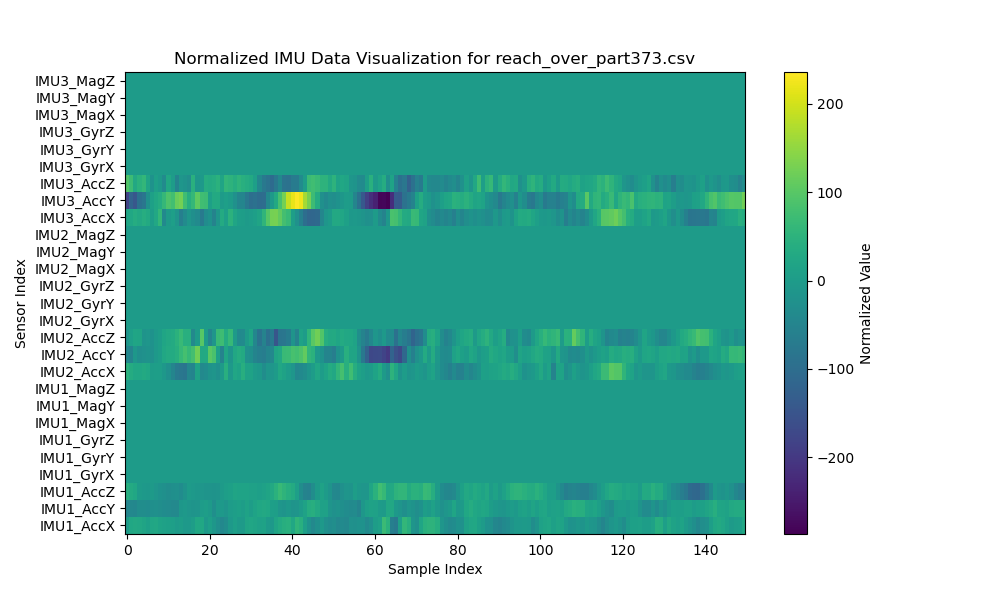 Normalized IMU Data Visualization for reach_over_part373.csv
IMU3_MagZ
IMU3_MagY
IMU3_MagX
IMU3_GyrZ
IMU3_GyrY
IMU3_GyrX
IMU3_AccZ
IMU3_AccY
IMU3_AccX
IMU2_MagZ
IMU2_MagY
IMU2_MagX
IMU2_GyrZ
IMU2_GyrY
IMU2_GyrX
IMU2_AccZ
IMU2_AccY
IMU2_AccX
IMU1_MagZ
IMU1_MagY
IMU1_MagX
IMU1_GyrZ
IMU1_GyrY
IMU1_GyrX
IMU1_AccZ
IMU1_AccY
IMU1_AccX
Sensor Index
0 20 40 60 80 100 120 140
Sample Index
200
100
0
−100
−200
Normalized Value